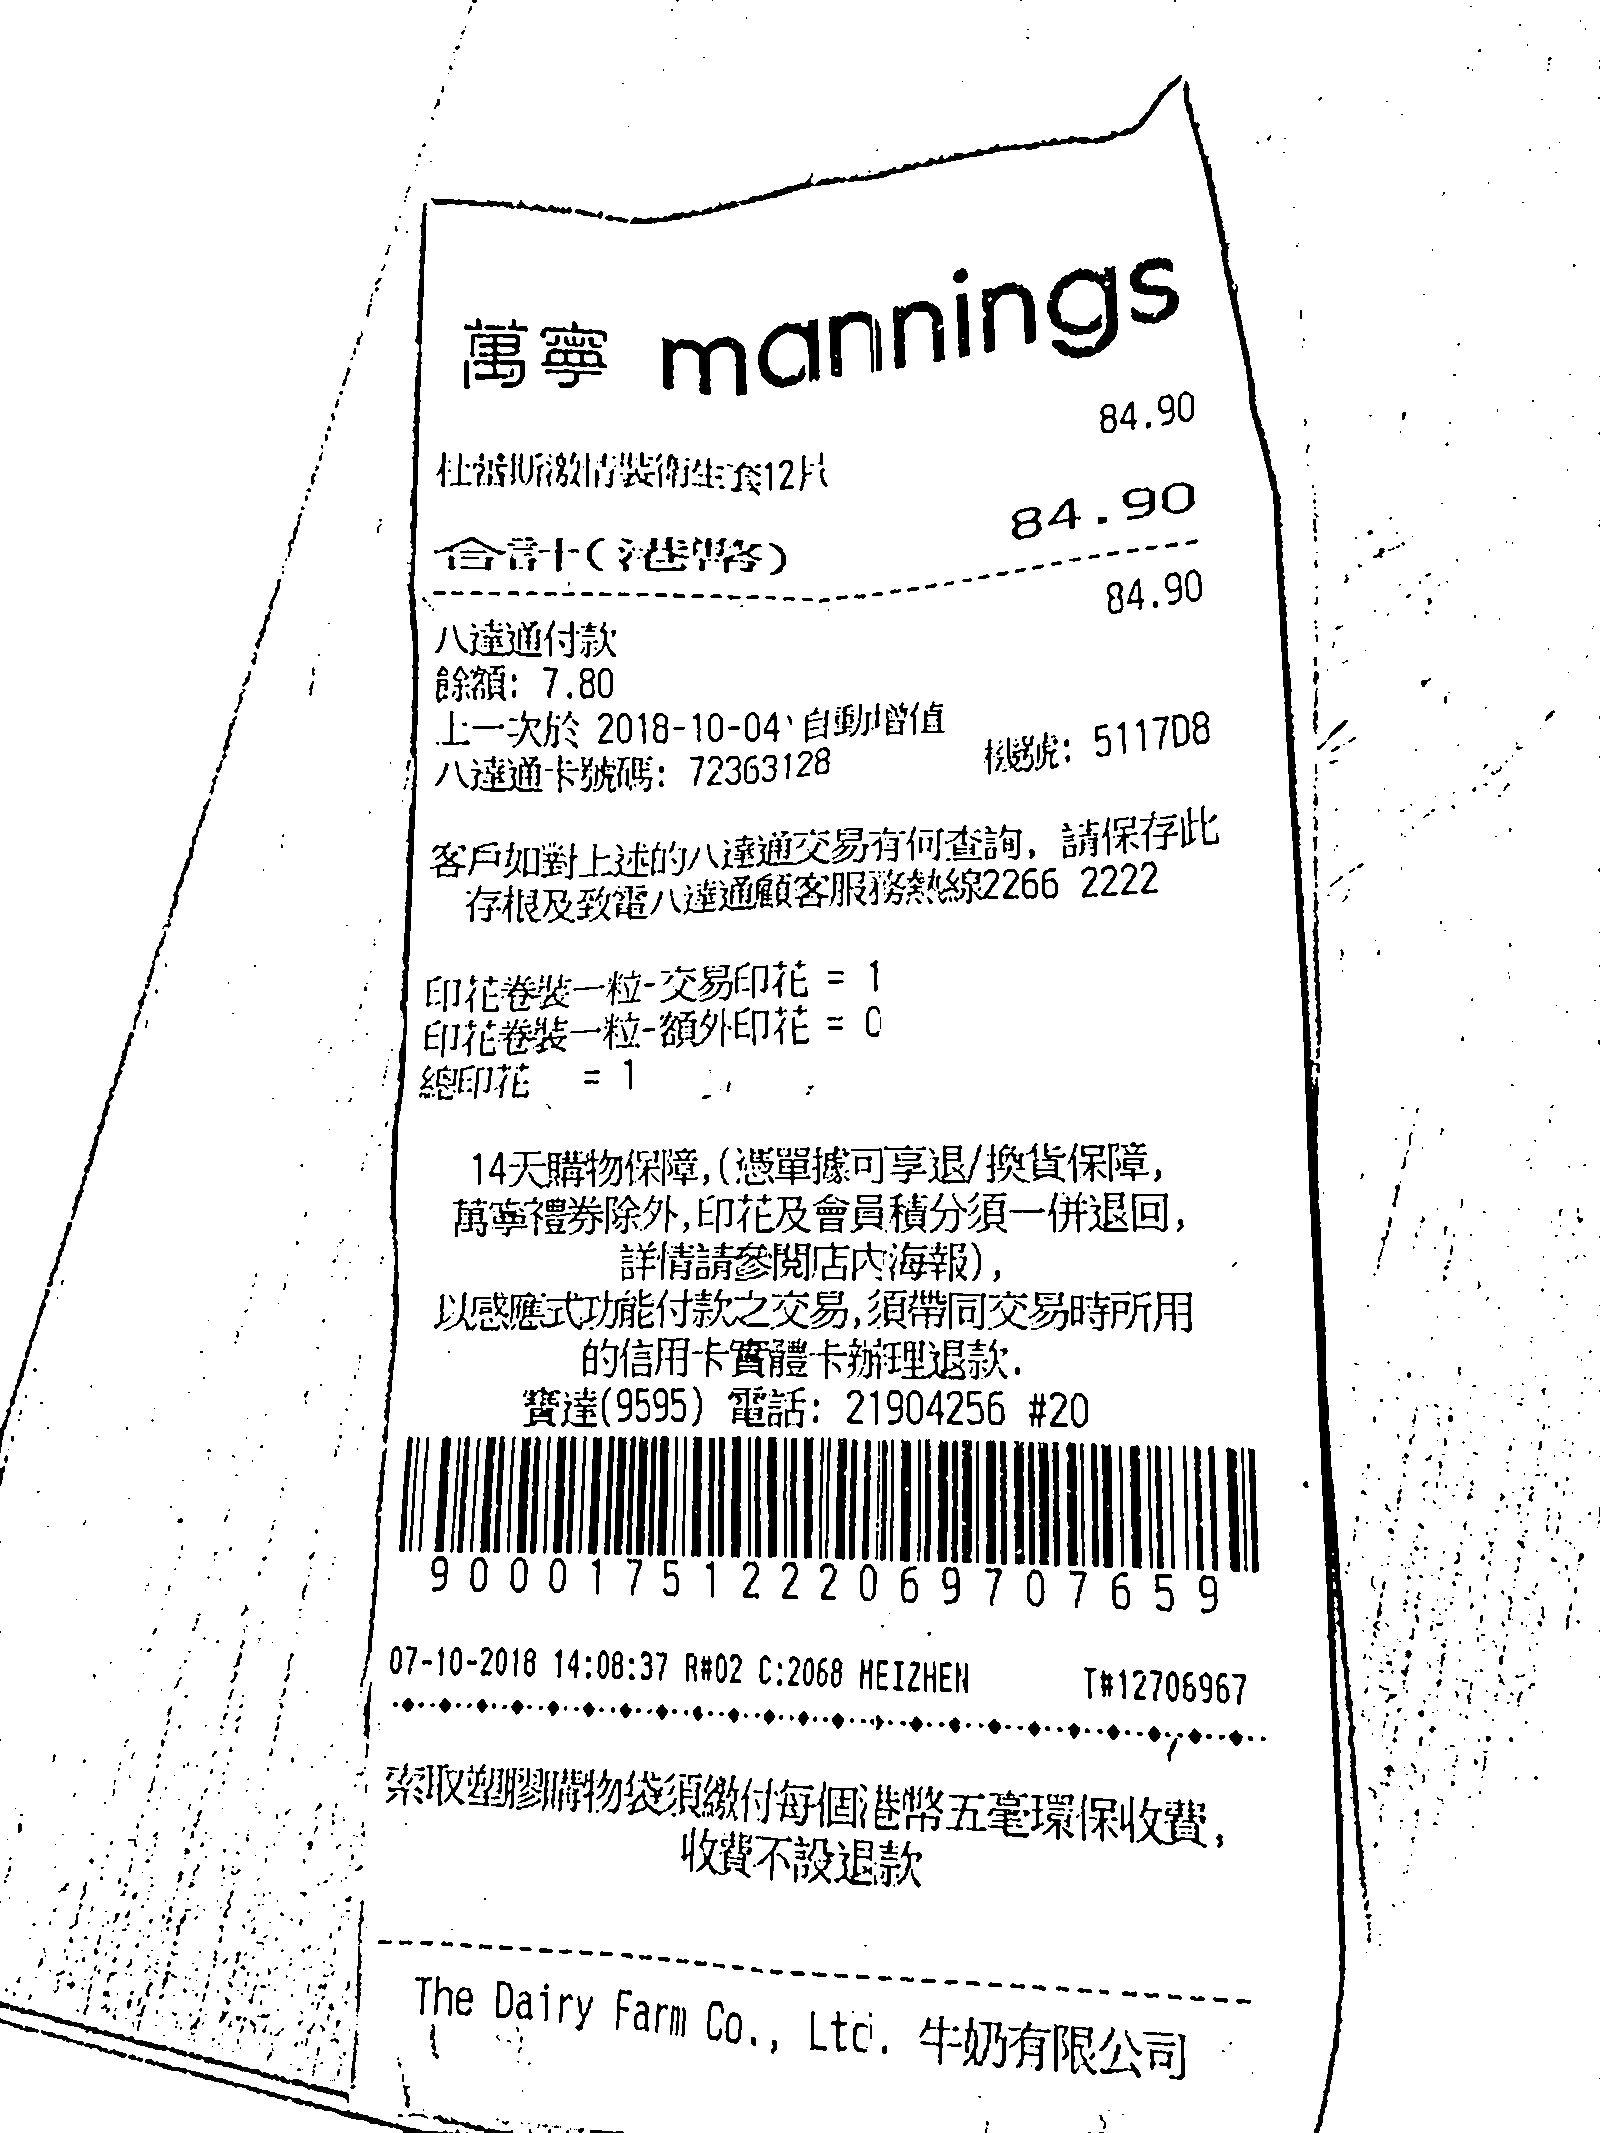 萬寧 mannings
84.90
杜蕾斯激情裝衛生套12片
84.90
合計(港幣)
84.90
八達通付款
餘額: 7.80
上一次於 2018-10-04 自動增值
八達通卡號碼: 72363128 機號: 5117D8
客戶如對上述的八達通交易有何查詢, 請保存此
存根及致電八達通顧客服務熱線2266 2222
印花卷裝一粒-交易印花 = 1
印花卷裝一粒-額外印花 = 0
總印花 = 1
14天購物保障,(憑單據可享退/換貨保障,
萬寧禮券除外,印花及會員積分須一併退回,
詳情請參閱店內海報),
以感應式功能付款之交易,須帶同交易時所用
的信用卡實體卡辦理退款.
寶達(9595) 電話: 21904256 #20
90001751222069707659
07-10-2018 14:08:37 R#02 C:2068 MEIZHEN T#12706967
索取塑膠購物袋須繳付每個港幣五毫環保收費,
收費不設退款
The Dairy Farm Co., Ltd. 牛奶有限公司